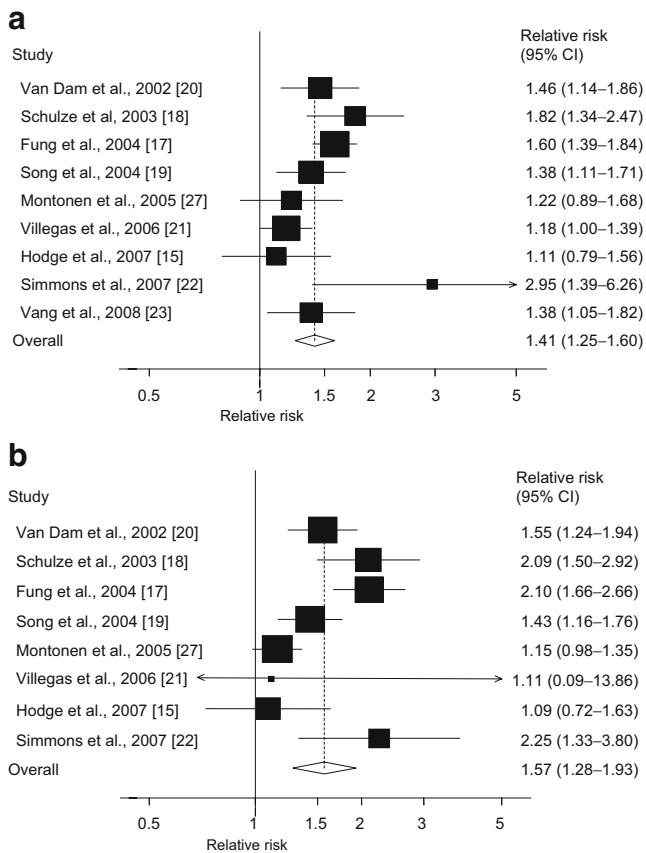 a
Study
Relative risk
(95% CI)
Van Dam et al., 2002 [20] 1.46 (1.14–1.86)
Schulze et al, 2003 [18] 1.82 (1.34–2.47)
Fung et al., 2004 [17] 1.60 (1.39–1.84)
Song et al., 2004 [19] 1.38 (1.11–1.71)
Montonen et al., 2005 [27] 1.22 (0.89–1.68)
Villegas et al., 2006 [21] 1.18 (1.00–1.39)
Hodge et al., 2007 [15] 1.11 (0.79–1.56)
Simmons et al., 2007 [22] 2.95 (1.39–6.26)
Vang et al., 2008 [23] 1.38 (1.05–1.82)
Overall 1.41 (1.25–1.60)
0.5 1 1.5 2 3 5
Relative risk
b
Study
Relative risk
(95% CI)
Van Dam et al., 2002 [20] 1.55 (1.24–1.94)
Schulze et al., 2003 [18] 2.09 (1.50–2.92)
Fung et al., 2004 [17] 2.10 (1.66–2.66)
Song et al., 2004 [19] 1.43 (1.16–1.76)
Montonen et al., 2005 [27] 1.15 (0.98–1.35)
Villegas et al., 2006 [21] 1.11 (0.09–13.86)
Hodge et al., 2007 [15] 1.09 (0.72–1.63)
Simmons et al., 2007 [22] 2.25 (1.33–3.80)
Overall 1.57 (1.28–1.93)
0.5 1 1.5 2 3 5
Relative risk